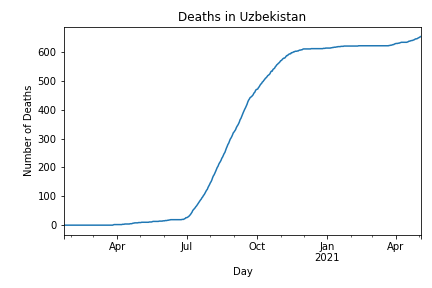 Deaths in Uzbekistan
Number of Deaths
600
500
400
300
200
100
0
Apr
Jul
Oct
Jan
2021
Apr
Day